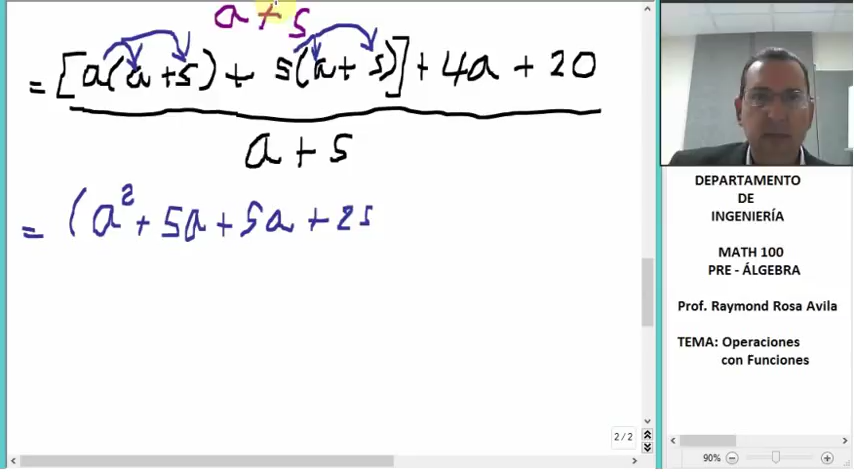 a + 5
= [a(a+5) + 5(a+5)] + 4a + 20
a + 5
= (a² + 5a + 5a + 25
DEPARTAMENTO
DE
INGENIERÍA
MATH 100
PRE - ÁLGEBRA
Prof. Raymond Rosa Avila
TEMA: Operaciones
con Funciones
2 / 2
90%